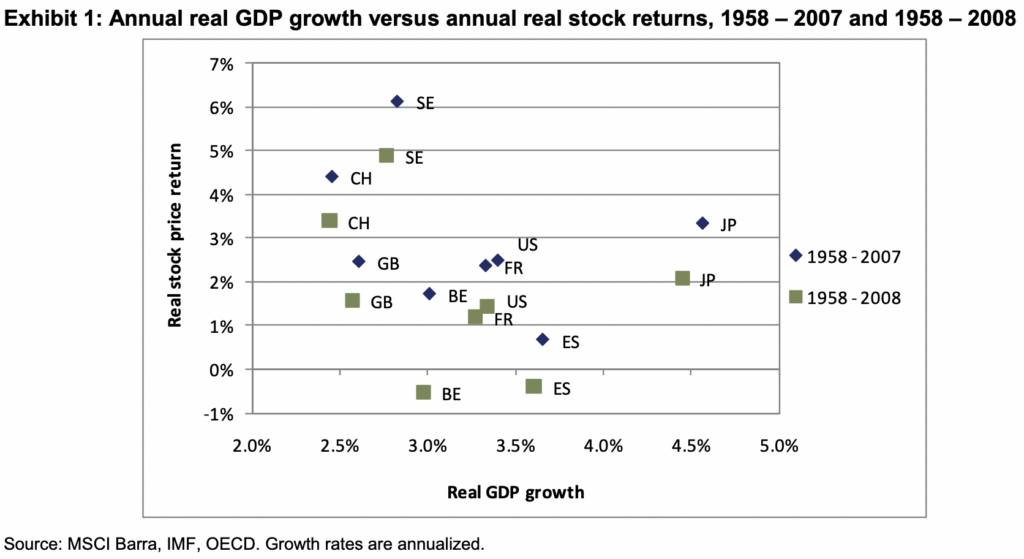 Exhibit 1: Annual real GDP growth versus annual real stock returns, 1958 – 2007 and 1958 – 2008
7%
6%
5%
4%
3%
2%
1%
0%
-1%
Real stock price return
SE
SE
CH
CH
US
JP
GB
FR
JP
BE
GB
US
FR
ES
ES
BE
1958 - 2007
1958 - 2008
2.0% 2.5% 3.0% 3.5% 4.0% 4.5% 5.0%
Real GDP growth
Source: MSCI Barra, IMF, OECD. Growth rates are annualized.